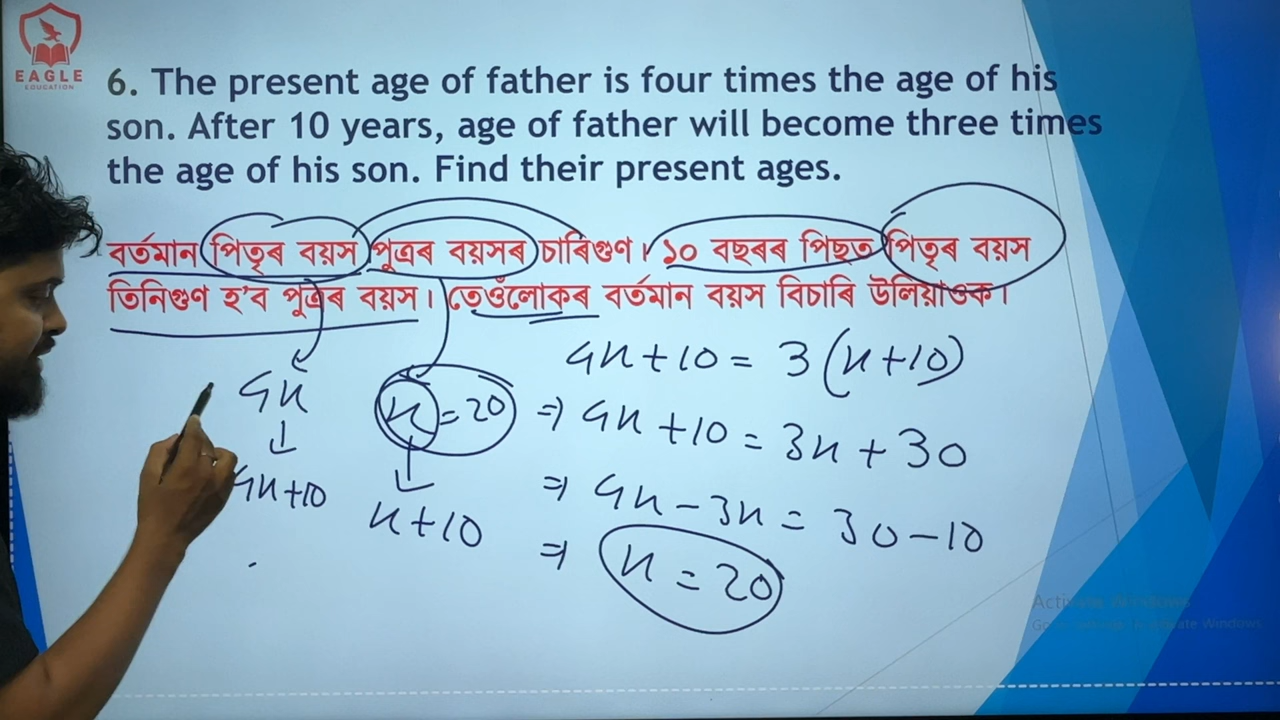 EAGLE
EDUCATION
6. The present age of father is four times the age of his
son. After 10 years, age of father will become three times
the age of his son. Find their present ages.
বৰ্তমান পিতৃৰ বয়স পুত্ৰৰ বয়সৰ চাৰিগুণ। ১০ বছৰৰ পিছত পিতৃৰ বয়স
তিনিগুণ হ'ব পুত্ৰৰ বয়স। তেওঁলোকৰ বৰ্তমান বয়স বিচাৰি উলিয়াওক।
4x+10 = 3(x+10)
4x
x = 20
⇒ 4x + 10 = 3x + 30
4x+10
x+10
⇒ 4x - 3x = 30 - 10
⇒ x = 20
Activate Windows